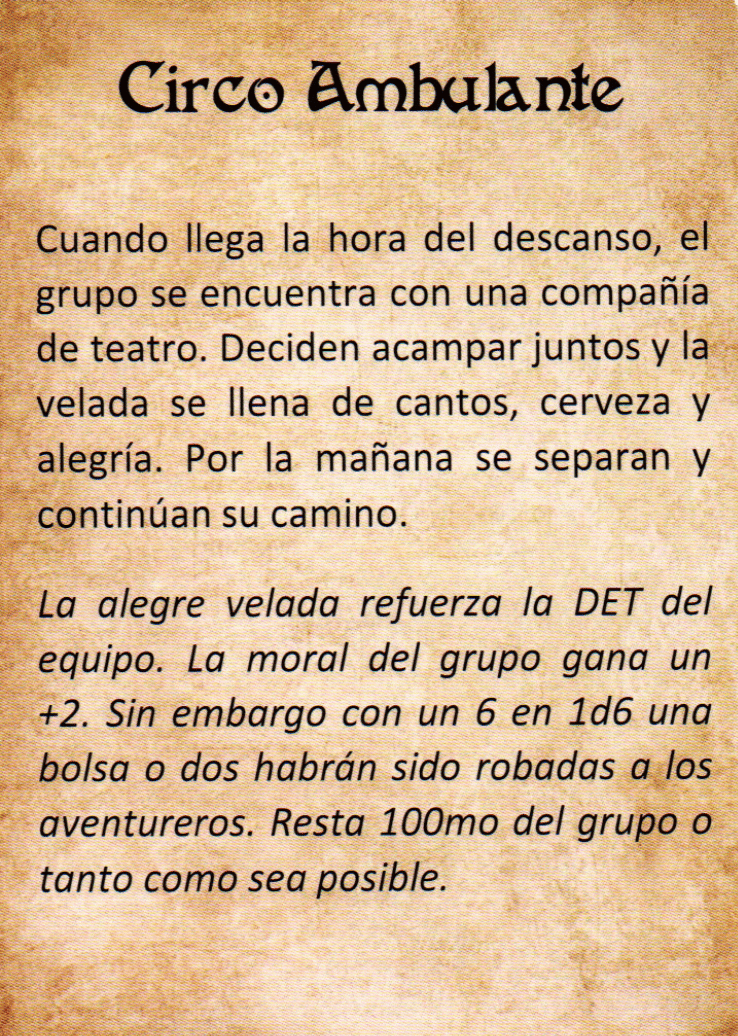 Circo Ambulante
Cuando llega la hora del descanso, el
grupo se encuentra con una compañía
de teatro. Deciden acampar juntos y la
velada se llena de cantos, cerveza y
alegría. Por la mañana se separan y
continúan su camino.
La alegre velada refuerza la DET del
equipo. La moral del grupo gana un
+2. Sin embargo con un 6 en 1d6 una
bolsa o dos habrán sido robadas a los
aventureros. Resta 100mo del grupo o
tanto como sea posible.